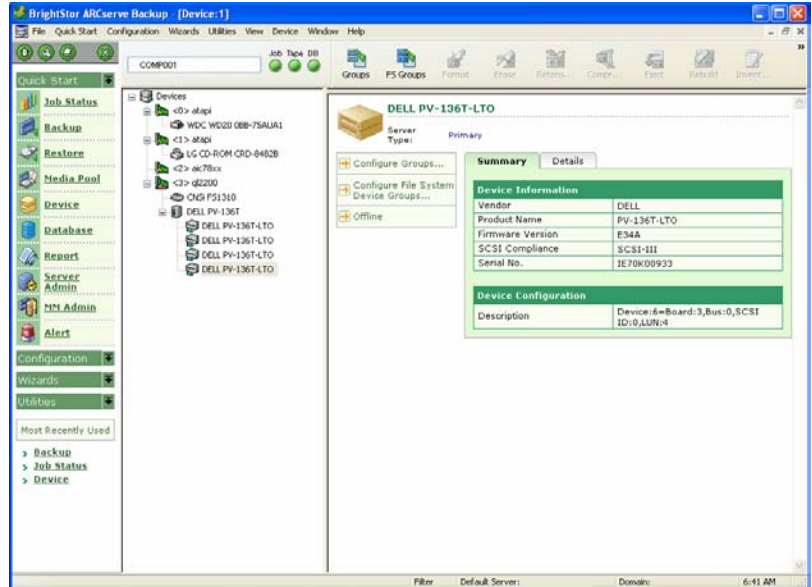 BrightStor ARCserve Backup - [Device:1]
File Quick Start Configuration Wizards Utilities View Device Window Help
COMP001
Job Tape DB
Groups
FS Groups
Format
Erase
Retens...
Compr...
Eject
Rebuild
Invent...
Quick Start
Job Status
Backup
Restore
Media Pool
Device
Database
Report
Server Admin
MM Admin
Alert
Configuration
Wizards
Utilities
Most Recently Used
Backup
Job Status
Device
Devices
<0> atapi
WDC WD20 0BB-75AUA1
<1> atapi
LG CD-ROM CRD-8482B
<2> aic78xx
<3> ql2200
CNSI FS1310
DELL PV-136T
DELL PV-136T-LTO
DELL PV-136T-LTO
DELL PV-136T-LTO
DELL PV-136T-LTO
DELL PV-136T-LTO
Server Type: Primary
Configure Groups...
Configure File System Device Groups...
Offline
Summary
Details
Device Information
Vendor DELL
Product Name PV-136T-LTO
Firmware Version E34A
SCSI Compliance SCSI-III
Serial No. IE70K00933
Device Configuration
Description Device:6=Board:3,Bus:0,SCSI ID:0,LUN:4
Filter
Default Server:
Domain:
6:41 AM